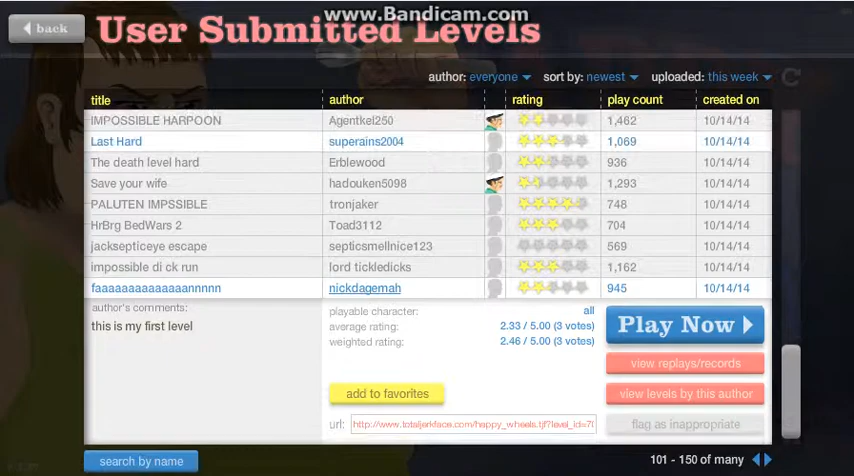 www.Bandicam.com
back
User Submitted Levels
author: everyone sort by: newest uploaded: this week
title author rating play count created on
IMPOSSIBLE HARPOON Agentkel250 1,462 10/14/14
Last Hard superains2004 1,069 10/14/14
The death level hard Erblewood 936 10/14/14
Save your wife hadouken5098 1,293 10/14/14
PALUTEN IMPSSIBLE tronjaker 748 10/14/14
HrBrg BedWars 2 Toad3112 704 10/14/14
jacksepticeye escape septicsmellnice123 569 10/14/14
impossible di ck run lord tickledicks 1,162 10/14/14
faaaaaaaaaaaaaannnnn nickdagemah 945 10/14/14
author's comments:
this is my first level
playable character: all
average rating: 2.33 / 5.00 (3 votes)
weighted rating: 2.46 / 5.00 (3 votes)
add to favorites
url: http://www.totaljerkface.com/happy_wheels.tjf?level_id=7
Play Now
view replays/records
view levels by this author
flag as inappropriate
search by name
101 - 150 of many